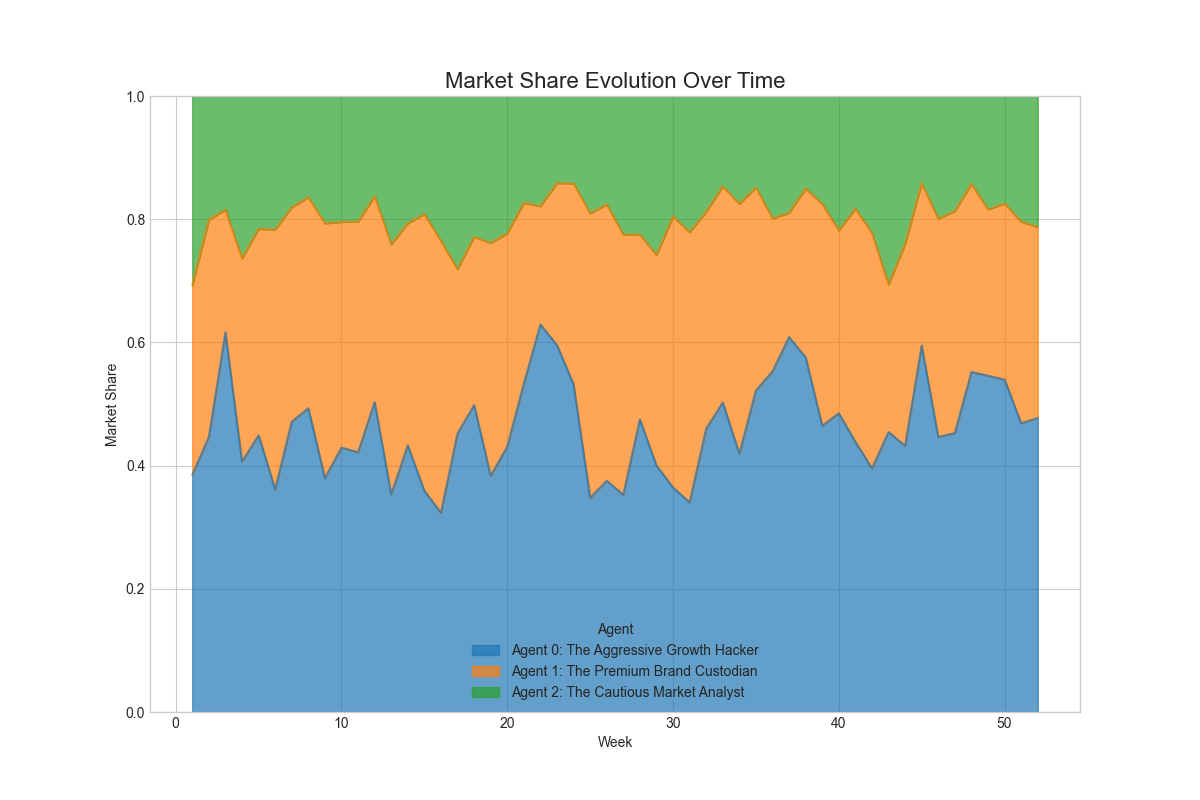 Market Share Evolution Over Time
1.0
0.8
0.6
0.4
0.2
0.0
Market Share
Agent
Agent 0: The Aggressive Growth Hacker
Agent 1: The Premium Brand Custodian
Agent 2: The Cautious Market Analyst
0 10 20 30 40 50
Week